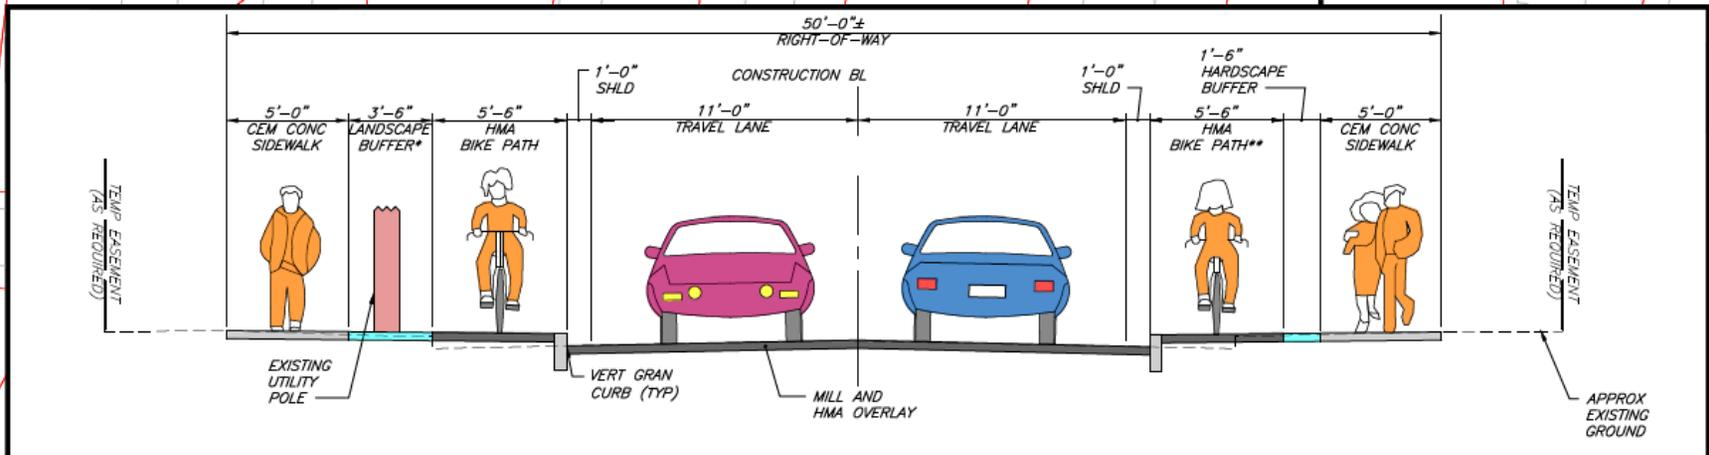 50'-0"±
RIGHT-OF-WAY
1'-6"
HARDSCAPE
BUFFER
1'-0"
SHLD
CONSTRUCTION BL
1'-0"
SHLD
5'-0"
CEM CONC
SIDEWALK
3'-6"
LANDSCAPE
BUFFER*
5'-6"
HMA
BIKE PATH
11'-0"
TRAVEL LANE
11'-0"
TRAVEL LANE
5'-6"
HMA
BIKE PATH**
5'-0"
CEM CONC
SIDEWALK
TEMP EASEMENT
(AS REQUIRED)
TEMP EASEMENT
(AS REQUIRED)
EXISTING
UTILITY
POLE
VERT GRAN
CURB (TYP)
MILL AND
HMA OVERLAY
APPROX
EXISTING
GROUND